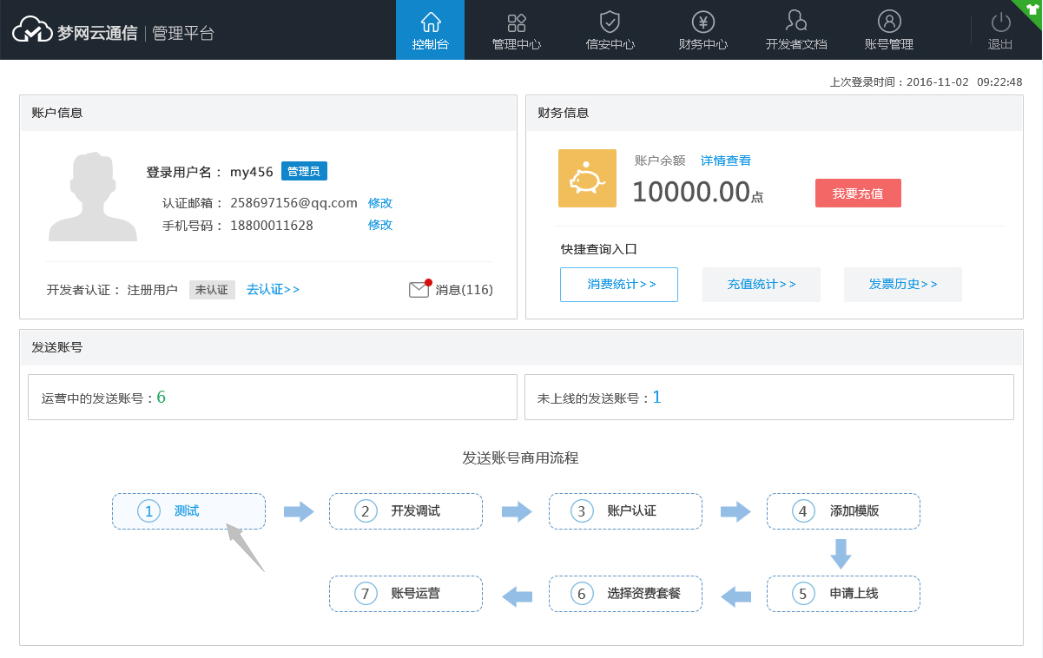 梦网云通信 | 管理平台
控制台
管理中心
信安中心
财务中心
开发者文档
账号管理
退出
上次登录时间：2016-11-02 09:22:48
账户信息
登录用户名： my456 管理员
认证邮箱： 258697156@qq.com 修改
手机号码： 18800011628 修改
开发者认证： 注册用户 未认证 去认证>>
消息(116)
财务信息
账户余额 详情查看
10000.00点
我要充值
快捷查询入口
消费统计>>
充值统计>>
发票历史>>
发送账号
运营中的发送账号：6
未上线的发送账号：1
发送账号商用流程
1 测试
2 开发调试
3 账户认证
4 添加模版
5 申请上线
6 选择资费套餐
7 账号运营